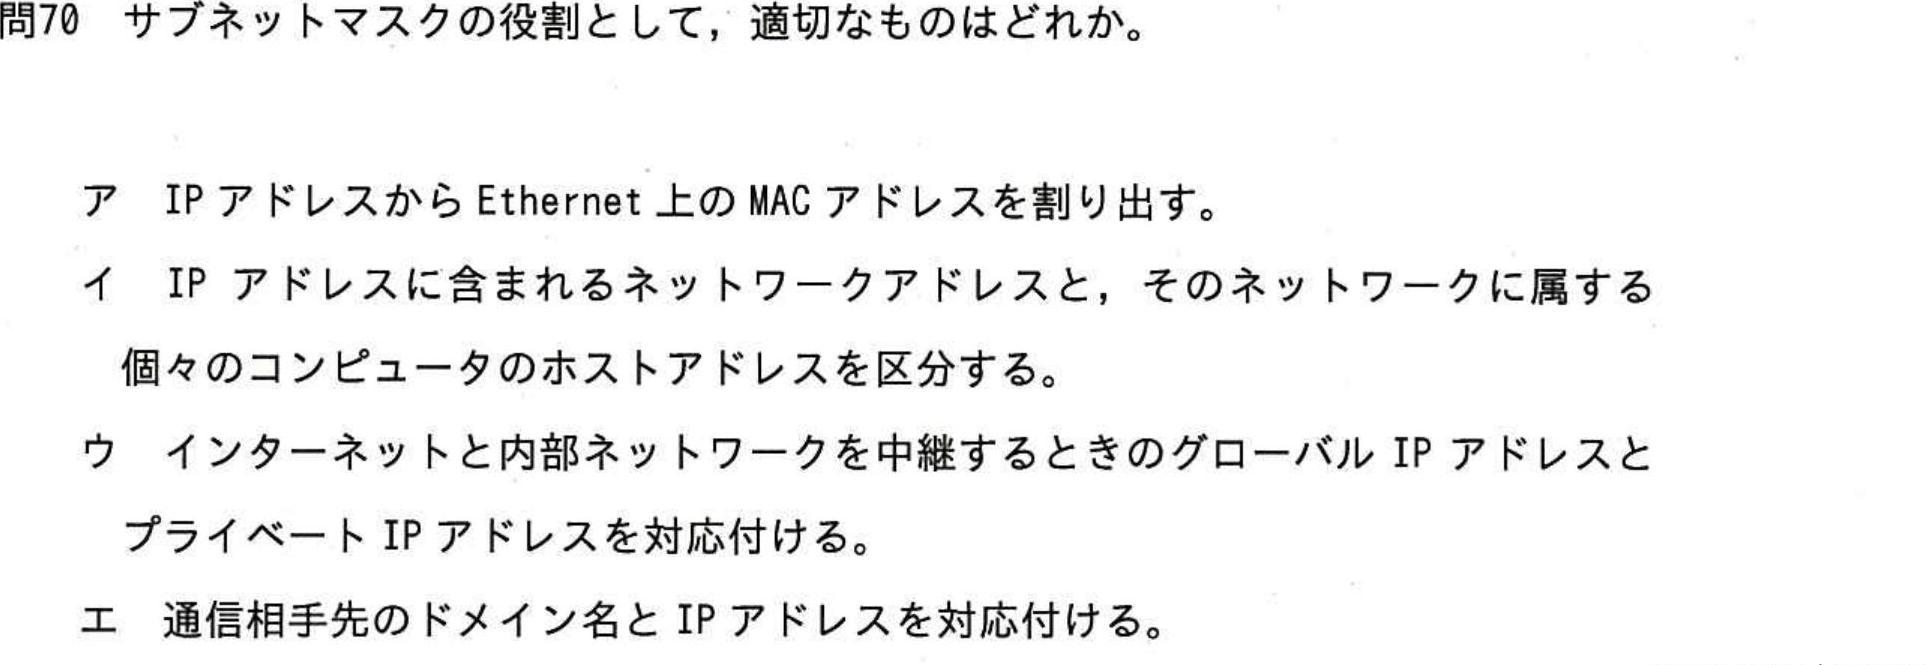 問70 サブネットマスクの役割として，適切なものはどれか。
ア IP アドレスから Ethernet 上の MAC アドレスを割り出す。
イ IP アドレスに含まれるネットワークアドレスと，そのネットワークに属する
個々のコンピュータのホストアドレスを区分する。
ウ インターネットと内部ネットワークを中継するときのグローバル IP アドレスと
プライベート IP アドレスを対応付ける。
エ 通信相手先のドメイン名と IP アドレスを対応付ける。